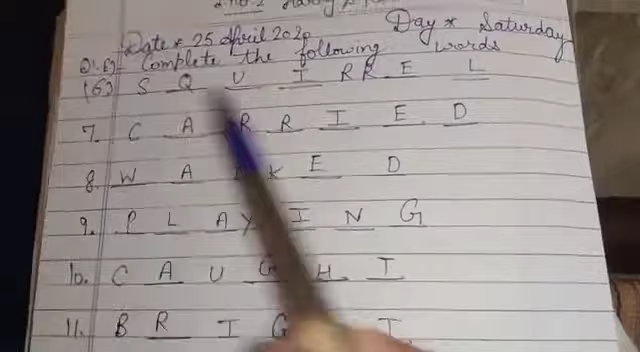 Date * 25 April 2020 Day * Saturday
Complete the following words
(6) S Q U I R R E L
7. C A R R I E D
8. W A L K E D
9. P L A Y I N G
10. C A U G H T
11. B R I G T